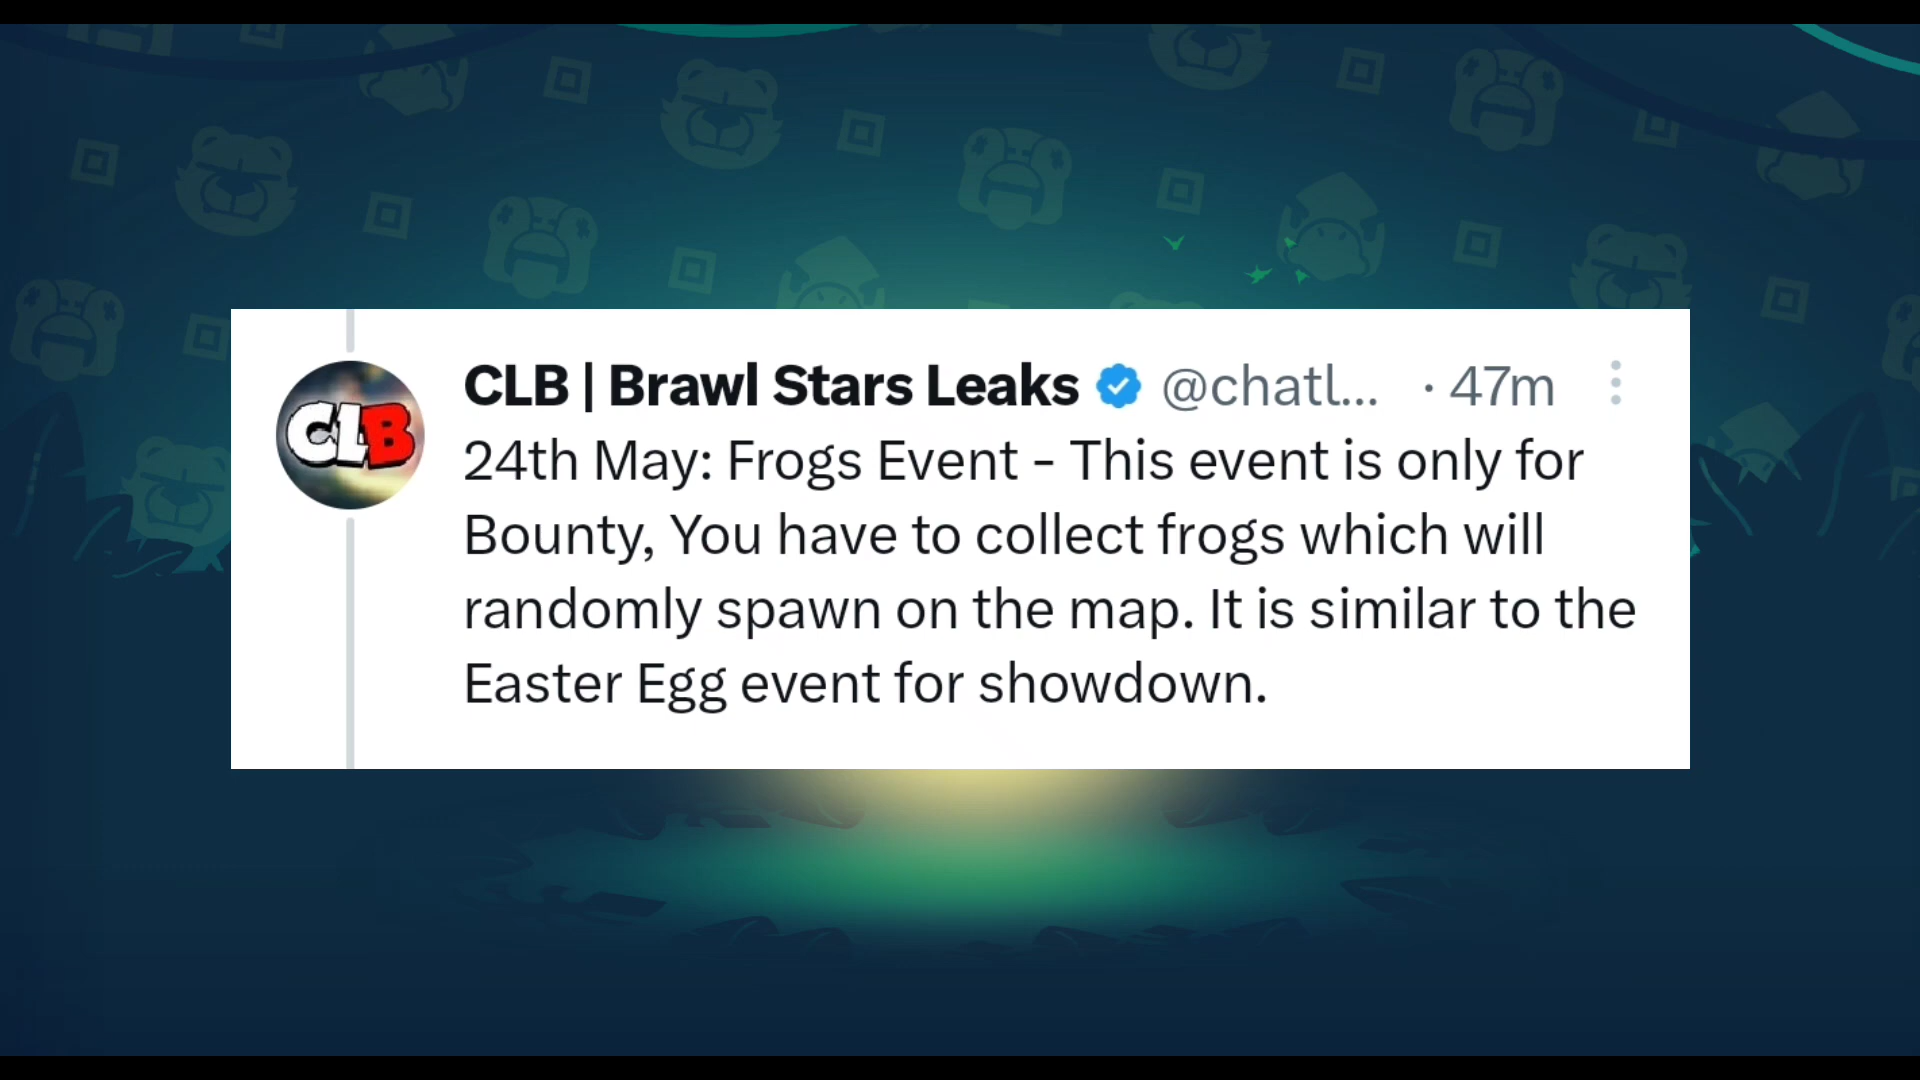 CLB
CLB | Brawl Stars Leaks @chatl... · 47m
24th May: Frogs Event - This event is only for
Bounty, You have to collect frogs which will
randomly spawn on the map. It is similar to the
Easter Egg event for showdown.